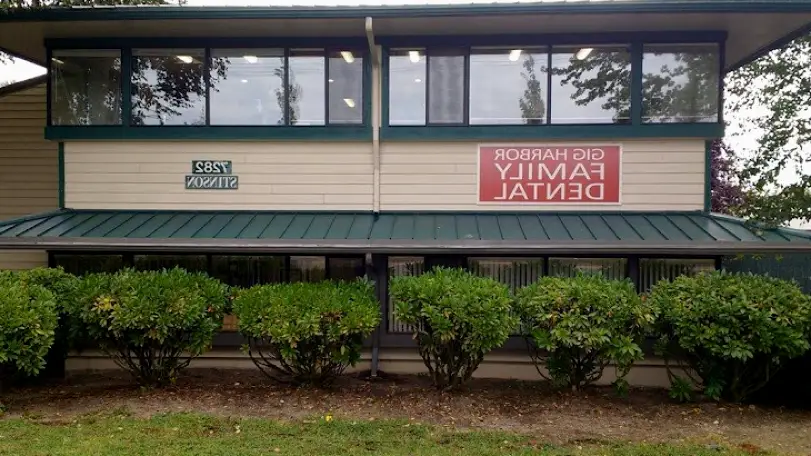 7282
STINSON
GIG HARBOR
FAMILY
DENTAL